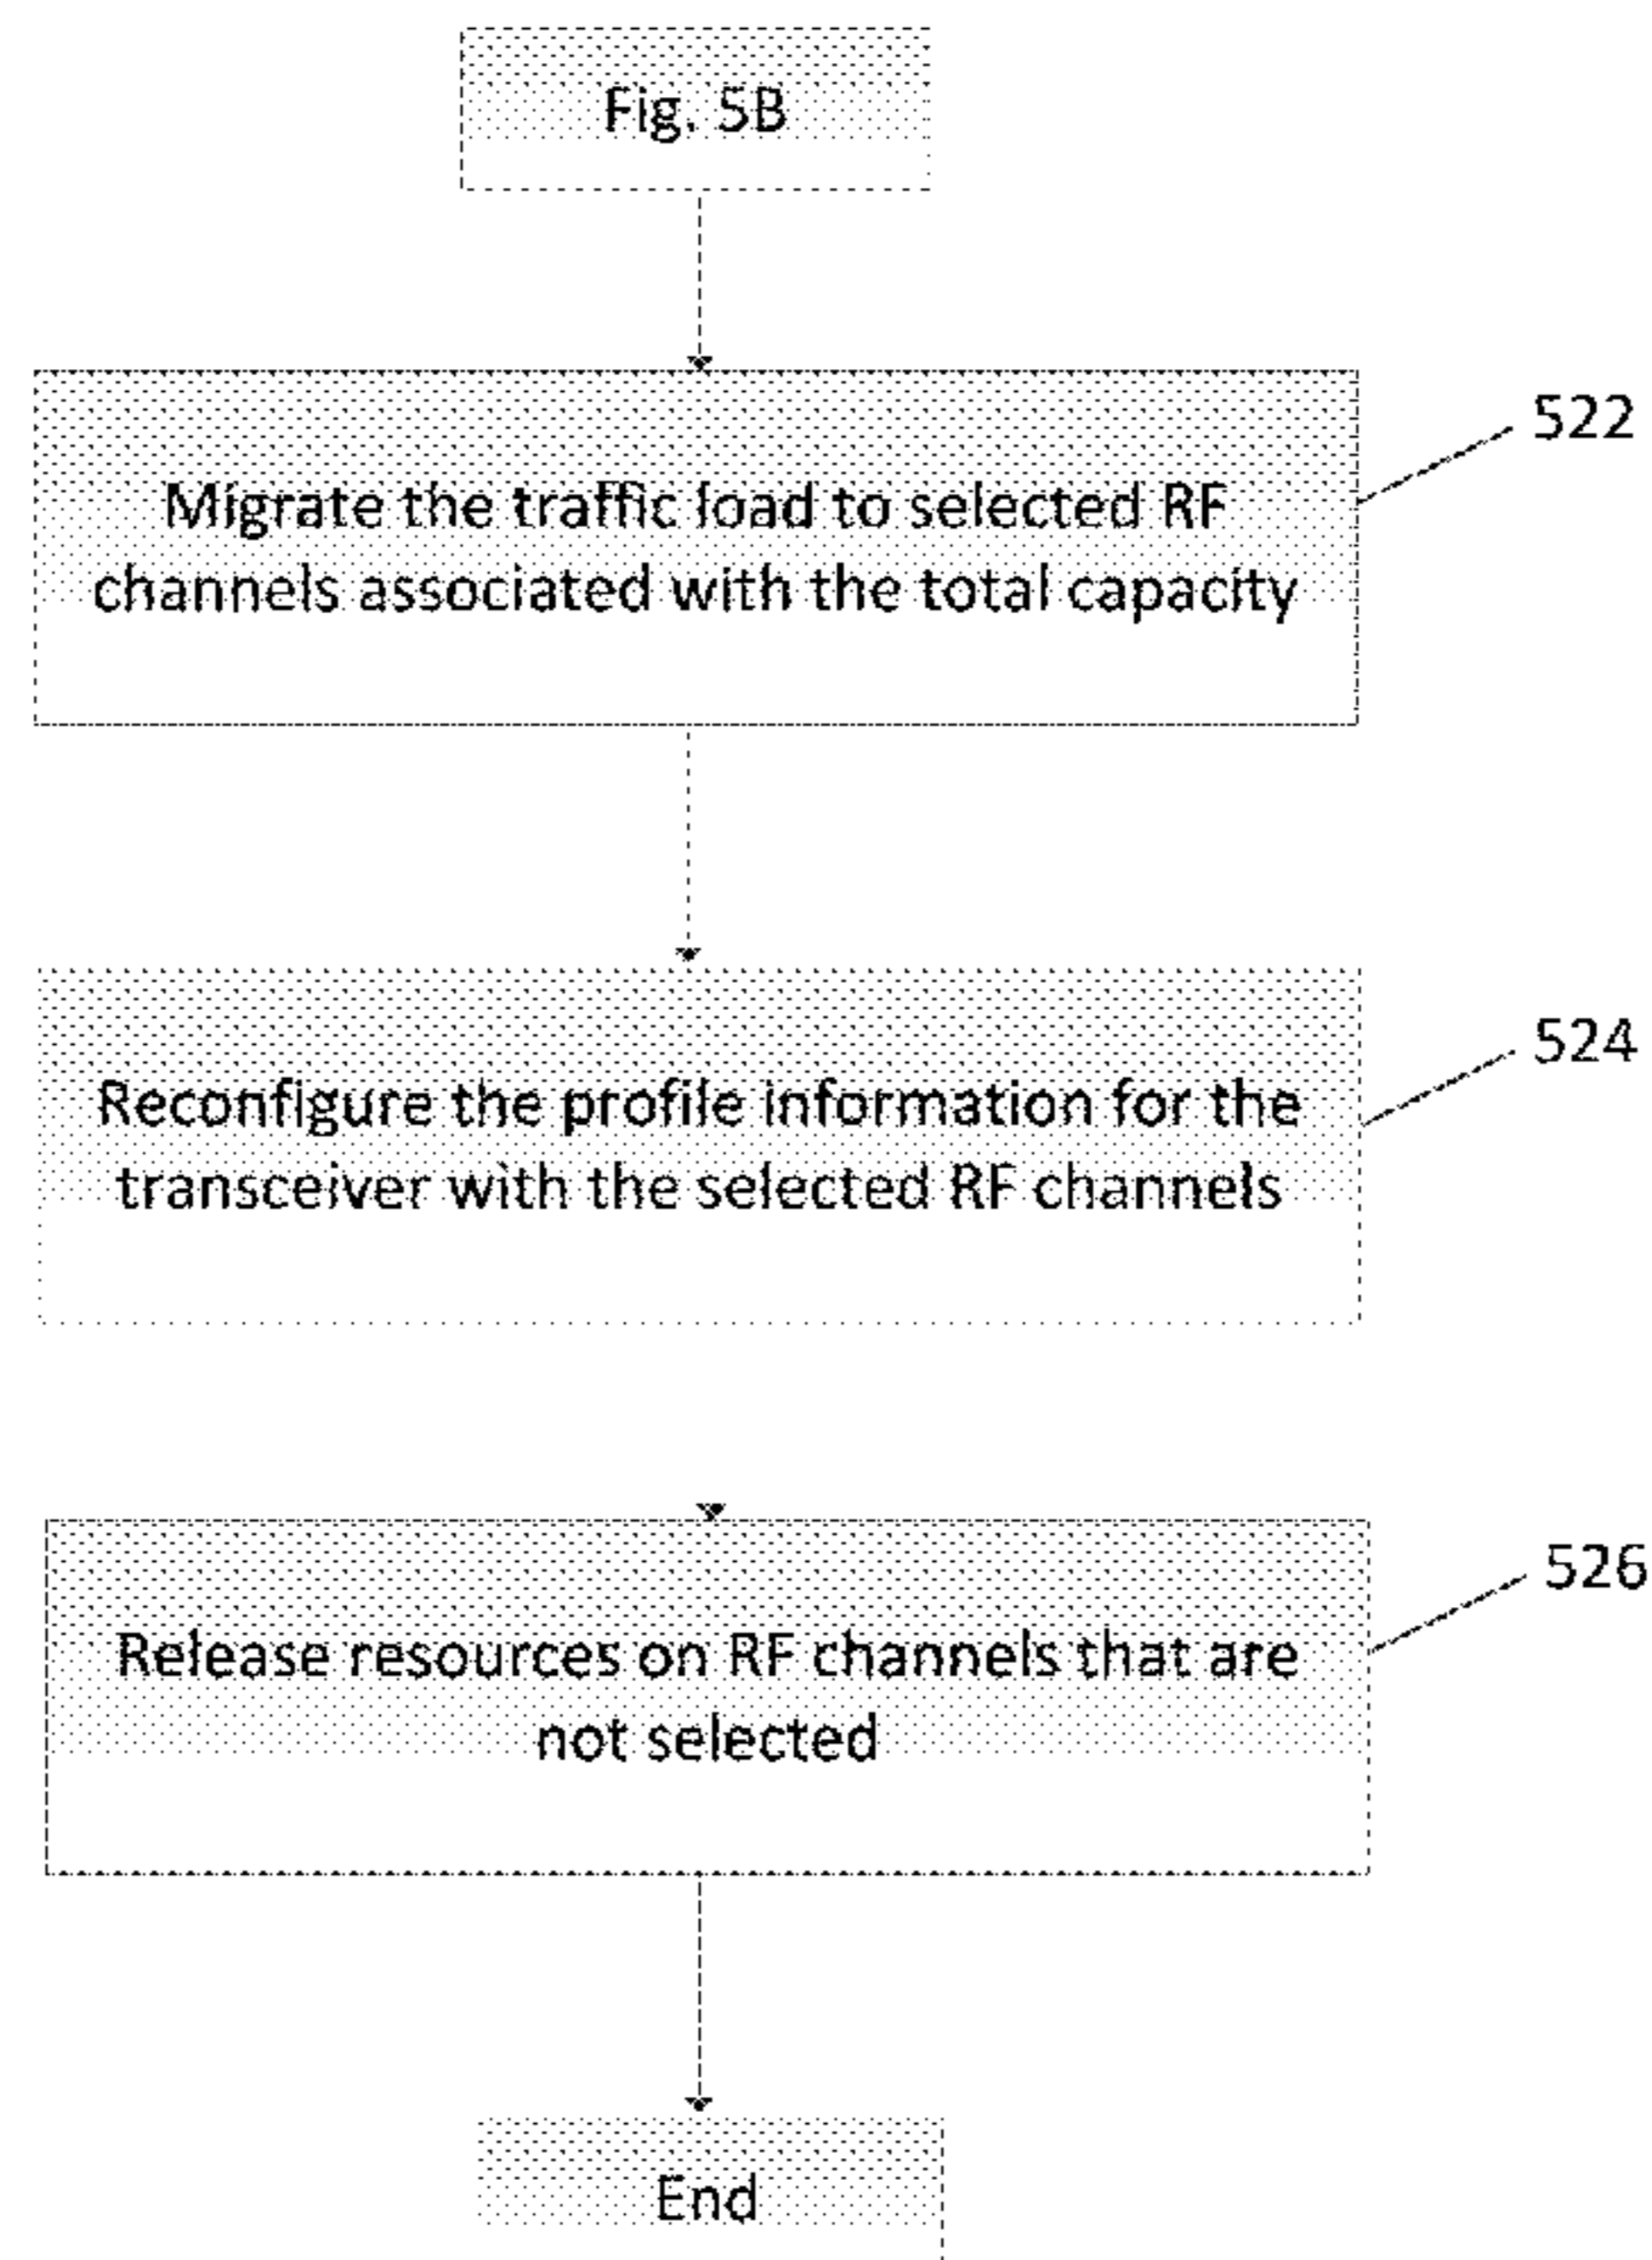 Fig. 5B
522
Migrate the traffic load to selected RF
channels associated with the total capacity
524
Reconfigure the profile information for the
transceiver with the selected RF channels
526
Release resources on RF channels that are
not selected
End